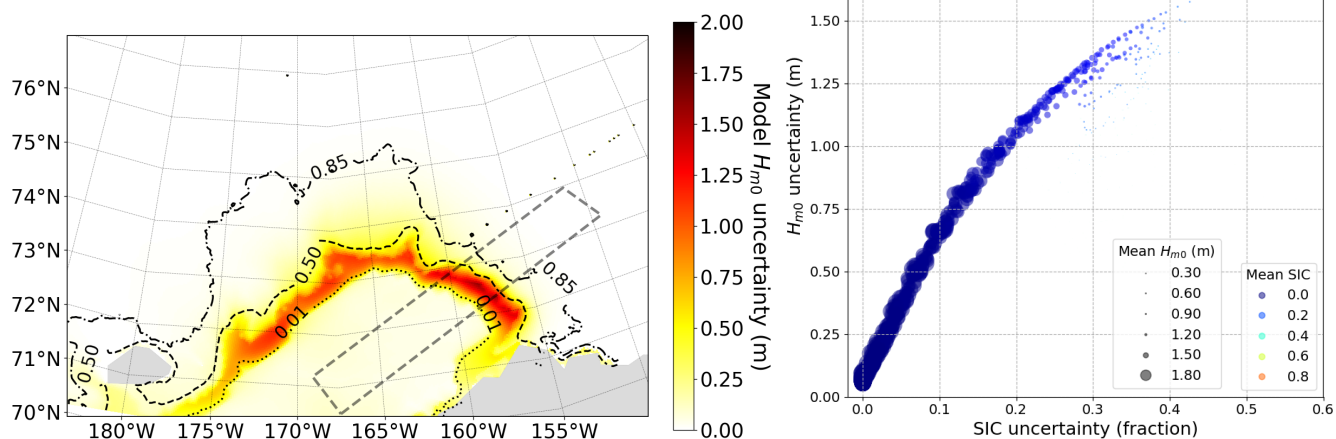 76°N
75°N
74°N
73°N
72°N
71°N
70°N
180°W
175°W
170°W
165°W
160°W
155°W
0.85
0.50
0.01
0.01
0.85
0.50
2.00
1.75
1.50
1.25
1.00
0.75
0.50
0.25
0.00
Model Hm0 uncertainty (m)
Hm0 uncertainty (m)
1.50
1.25
1.00
0.75
0.50
0.25
0.00
0.0
0.1
0.2
0.3
0.4
0.5
0.6
SIC uncertainty (fraction)
Mean Hm0 (m)
0.30
0.60
0.90
1.20
1.50
1.80
Mean SIC
0.0
0.2
0.4
0.6
0.8